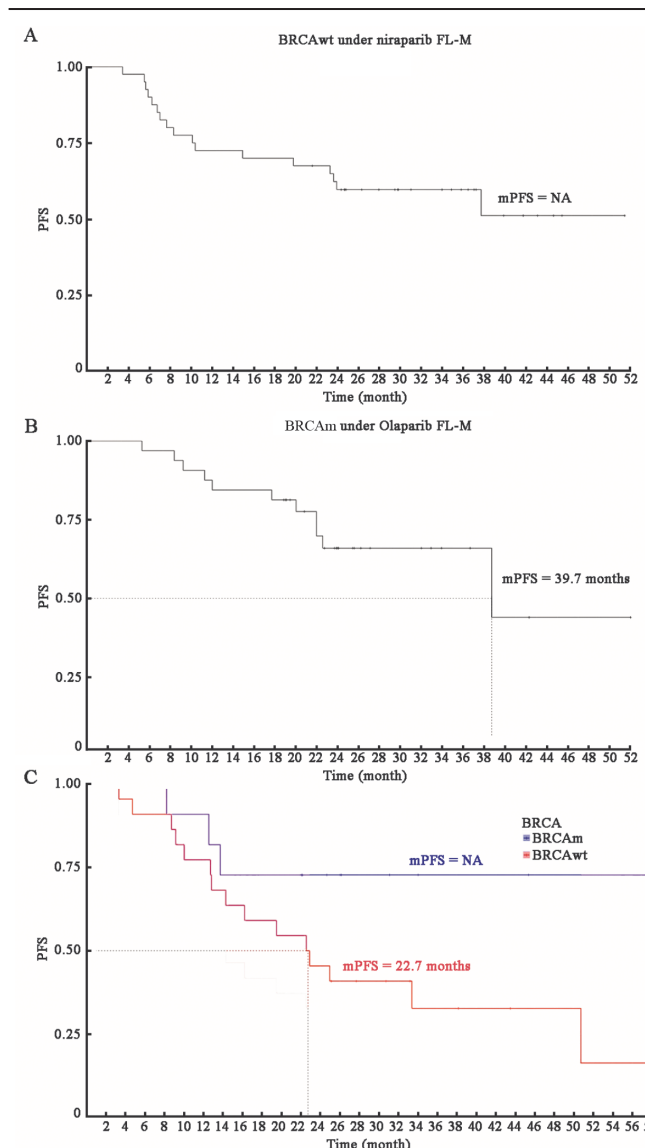 A
BRCAwt under niraparib FL-M
1.00
0.75
0.50
0.25
0
PFS
mPFS = NA
2 4 6 8 10 12 14 16 18 20 22 24 26 28 30 32 34 36 38 40 42 44 46 48 50 52
Time (month)
B
BRCAm under Olaparib FL-M
1.00
0.75
0.50
0.25
0
PFS
mPFS = 39.7 months
2 4 6 8 10 12 14 16 18 20 22 24 26 28 30 32 34 36 38 40 42 44 46 48 50 52
Time (month)
C
1.00
0.75
0.50
0.25
0.00
PFS
BRCA
BRCAm
BRCAwt
mPFS = NA
mPFS = 22.7 months
2 4 6 8 10 12 14 16 18 20 22 24 26 28 30 32 34 36 38 40 42 44 46 48 50 52 54 56
Time (month)